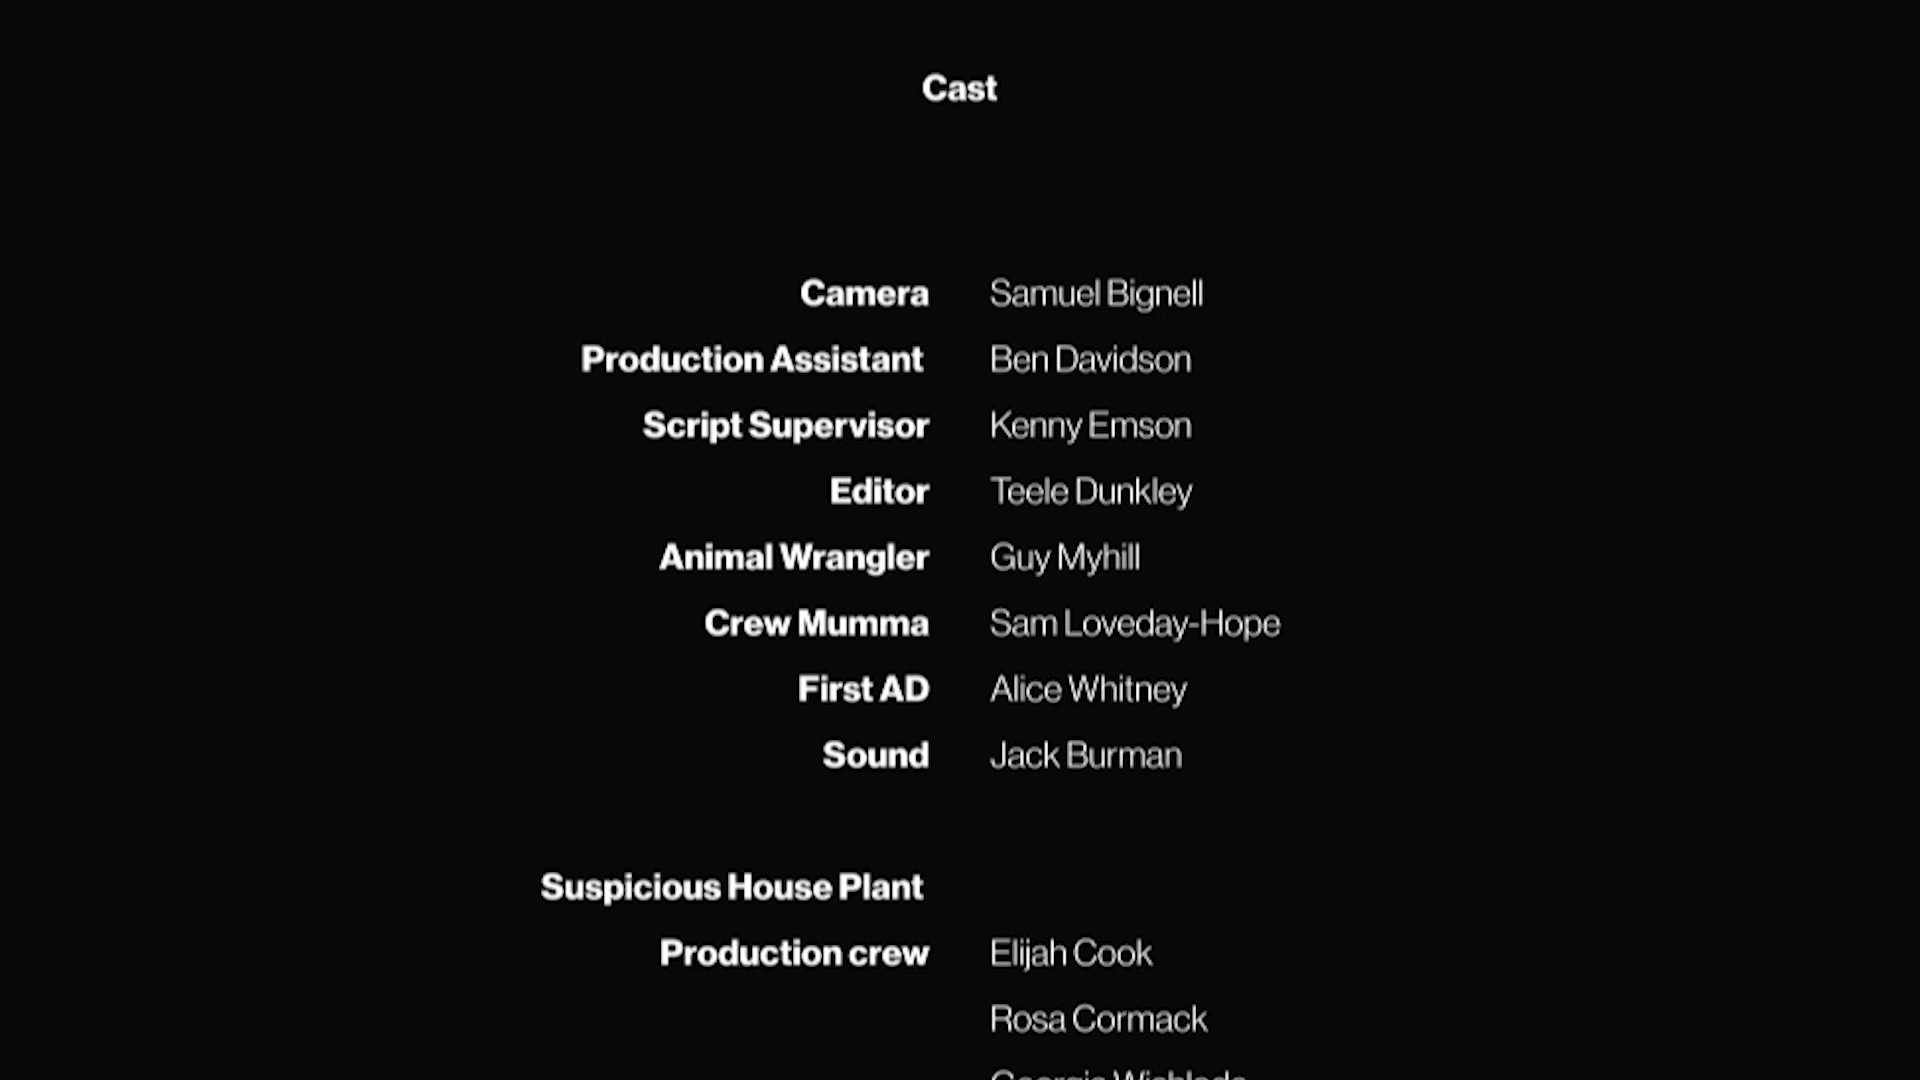 Cast
Camera Samuel Bignell
Production Assistant Ben Davidson
Script Supervisor Kenny Emson
Editor Teele Dunkley
Animal Wrangler Guy Myhill
Crew Mumma Sam Loveday-Hope
First AD Alice Whitney
Sound Jack Burman
Suspicious House Plant
Production crew Elijah Cook
Rosa Cormack